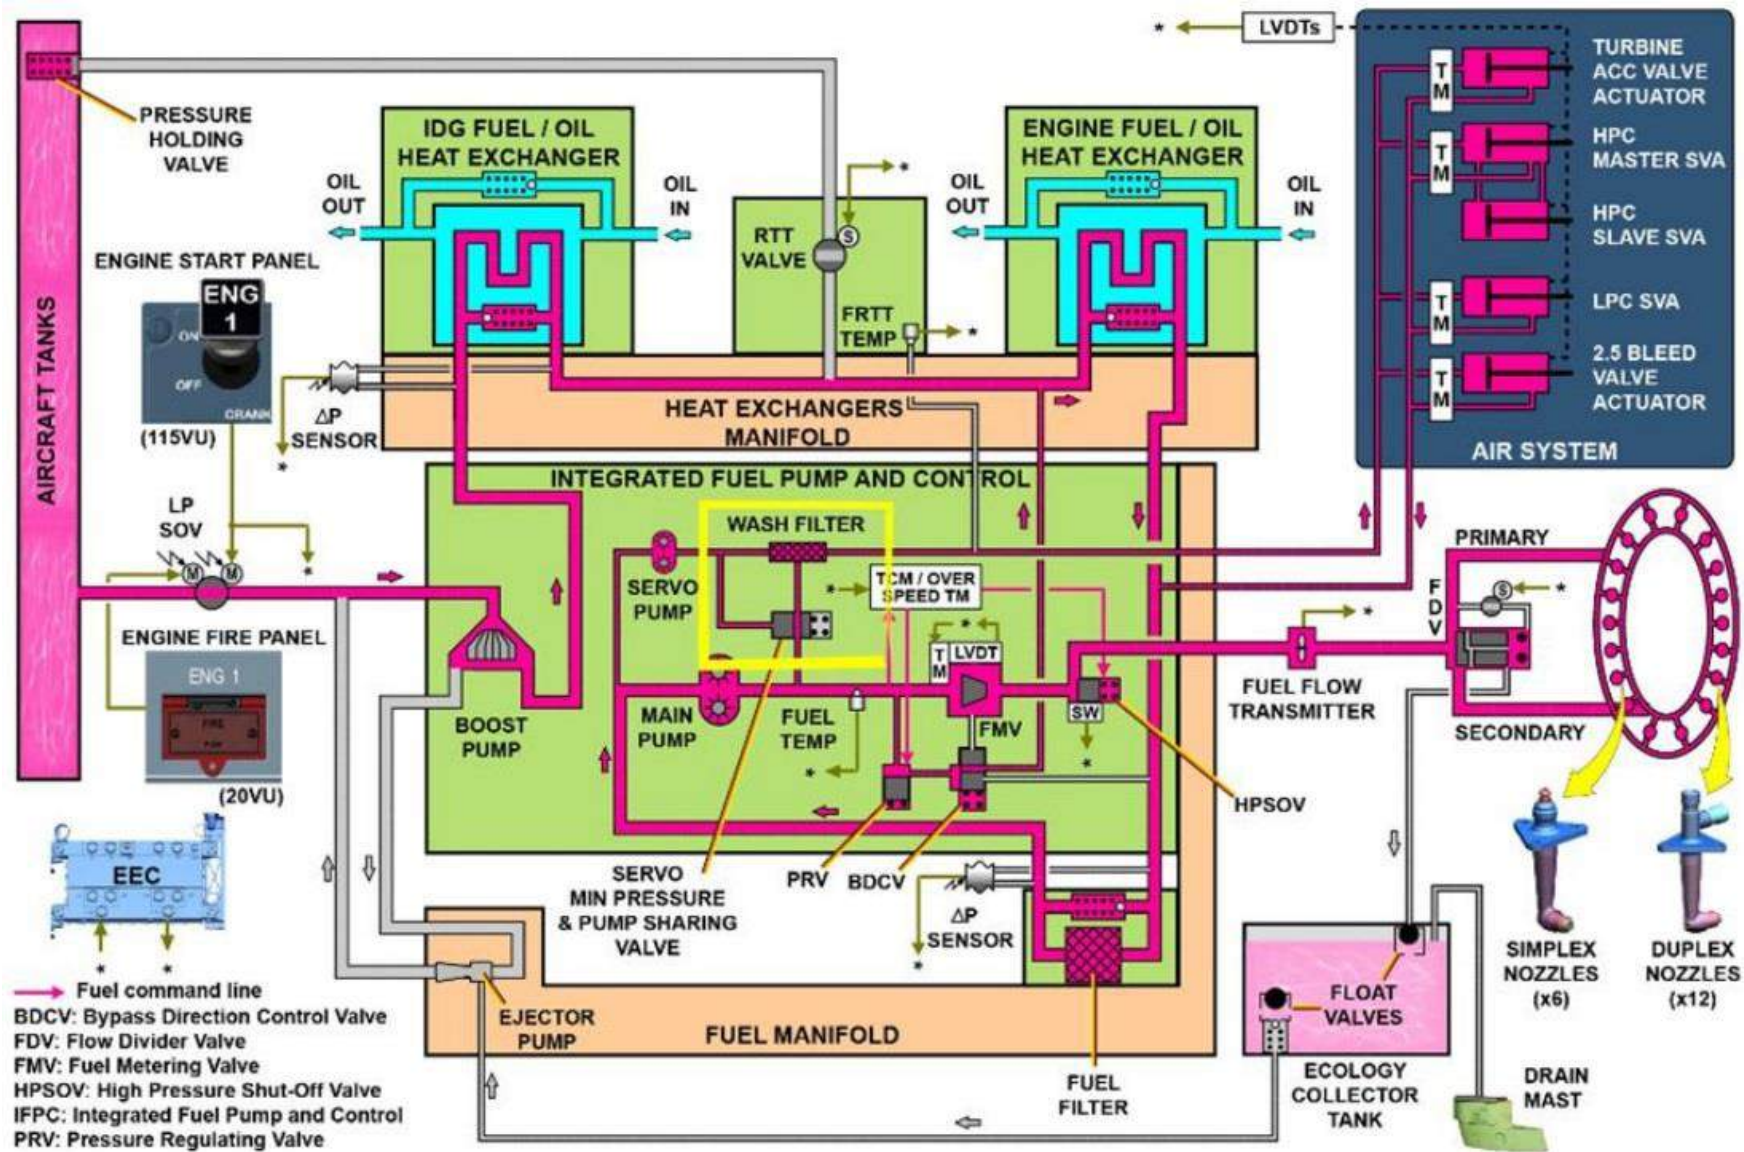 LVDTs
PRESSURE
HOLDING
VALVE
AIRCRAFT TANKS
IDG FUEL / OIL
HEAT EXCHANGER
OIL
OUT
OIL
IN
RTT
VALVE
S
FRTT
TEMP
ENGINE FUEL / OIL
HEAT EXCHANGER
OIL
OUT
OIL
IN
TM
TM
TM
TM
TURBINE
ACC VALVE
ACTUATOR
HPC
MASTER SVA
HPC
SLAVE SVA
LPC SVA
2.5 BLEED
VALVE
ACTUATOR
AIR SYSTEM
ENGINE START PANEL
ENG
1
ON
OFF
CRANK
(115VU)
ΔP
SENSOR
HEAT EXCHANGERS
MANIFOLD
LP
SOV
M
M
ENGINE FIRE PANEL
ENG 1
FIRE
PUSH
(20VU)
INTEGRATED FUEL PUMP AND CONTROL
WASH FILTER
SERVO
PUMP
TCM / OVER
SPEED TM
TM
LVDT
FMV
SW
BOOST
PUMP
MAIN
PUMP
FUEL
TEMP
HPSOV
SERVO
MIN PRESSURE
& PUMP SHARING
VALVE
PRV
BDCV
ΔP
SENSOR
PRIMARY
FDV
S
SECONDARY
FUEL FLOW
TRANSMITTER
EEC
Fuel command line
BDCV: Bypass Direction Control Valve
FDV: Flow Divider Valve
FMV: Fuel Metering Valve
HPSOV: High Pressure Shut-Off Valve
IFPC: Integrated Fuel Pump and Control
PRV: Pressure Regulating Valve
EJECTOR
PUMP
FUEL MANIFOLD
FUEL
FILTER
FLOAT
VALVES
ECOLOGY
COLLECTOR
TANK
DRAIN
MAST
SIMPLEX
NOZZLES
(x6)
DUPLEX
NOZZLES
(x12)